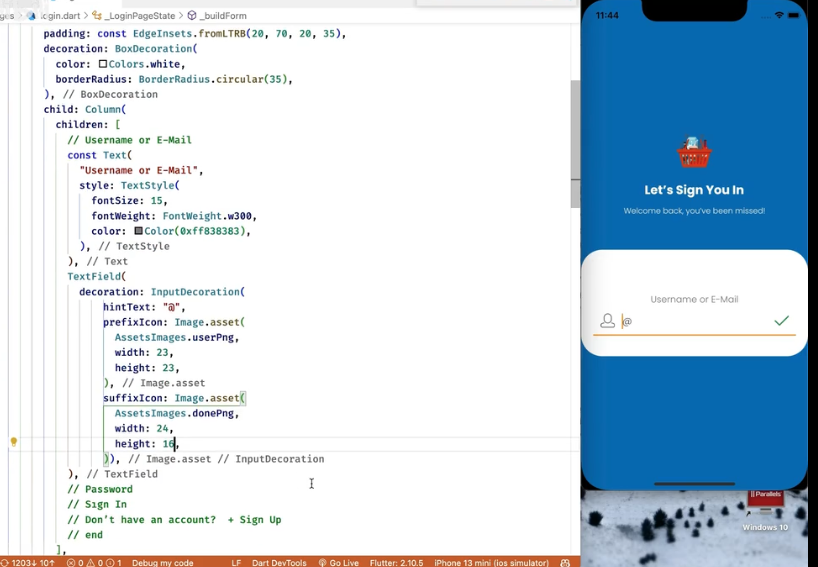 ges > login.dart > _LoginPageState > _buildForm
padding: const EdgeInsets.fromLTRB(20, 70, 20, 35),
decoration: BoxDecoration(
color: Colors.white,
borderRadius: BorderRadius.circular(35),
), // BoxDecoration
child: Column(
children: [
// Username or E-Mail
const Text(
"Username or E-Mail",
style: TextStyle(
fontSize: 15,
fontWeight: FontWeight.w300,
color: Color(0xff838383),
), // TextStyle
), // Text
TextField(
decoration: InputDecoration(
hintText: "@",
prefixIcon: Image.asset(
AssetsImages.userPng,
width: 23,
height: 23,
), // Image.asset
suffixIcon: Image.asset(
AssetsImages.donePng,
width: 24,
height: 16,
)), // Image.asset // InputDecoration
), // TextField
// Password
// Sıgn In
// Don’t have an account?  + Sign Up
// end
],
1203↓ 10↑ 0 0 1 Debug my code LF Dart DevTools Go Live Flutter: 2.10.5 iPhone 13 mini (ios simulator)
11:44
Let’s Sign You In
Welcome back, you’ve been missed!
Username or E-Mail
@
|| Parallels
Windows 10